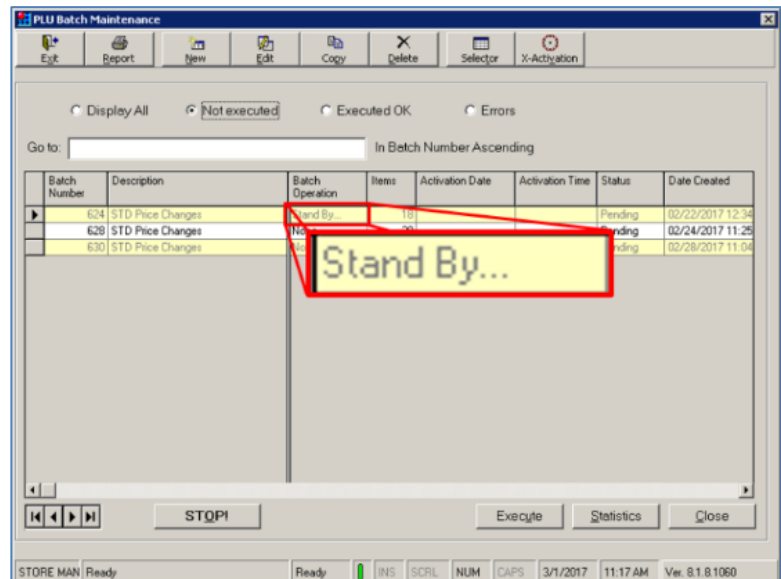 PLU Batch Maintenance
Exit Report New Edit Copy Delete Selector X-Activation
Display All Not executed Executed OK Errors
Go to: In Batch Number Ascending
Batch Number Description Batch Operation Items Activation Date Activation Time Status Date Created
624 STD Price Changes Stand By... 18 Pending 02/22/2017 12:34
628 STD Price Changes Pending 02/24/2017 11:25
630 STD Price Changes 02/28/2017 11:04
Stand By...
STOP! Execute Statistics Close
STORE MAN Ready Ready INS SCRL NUM CAPS 3/1/2017 11:17 AM Ver. 8.1.8.1060